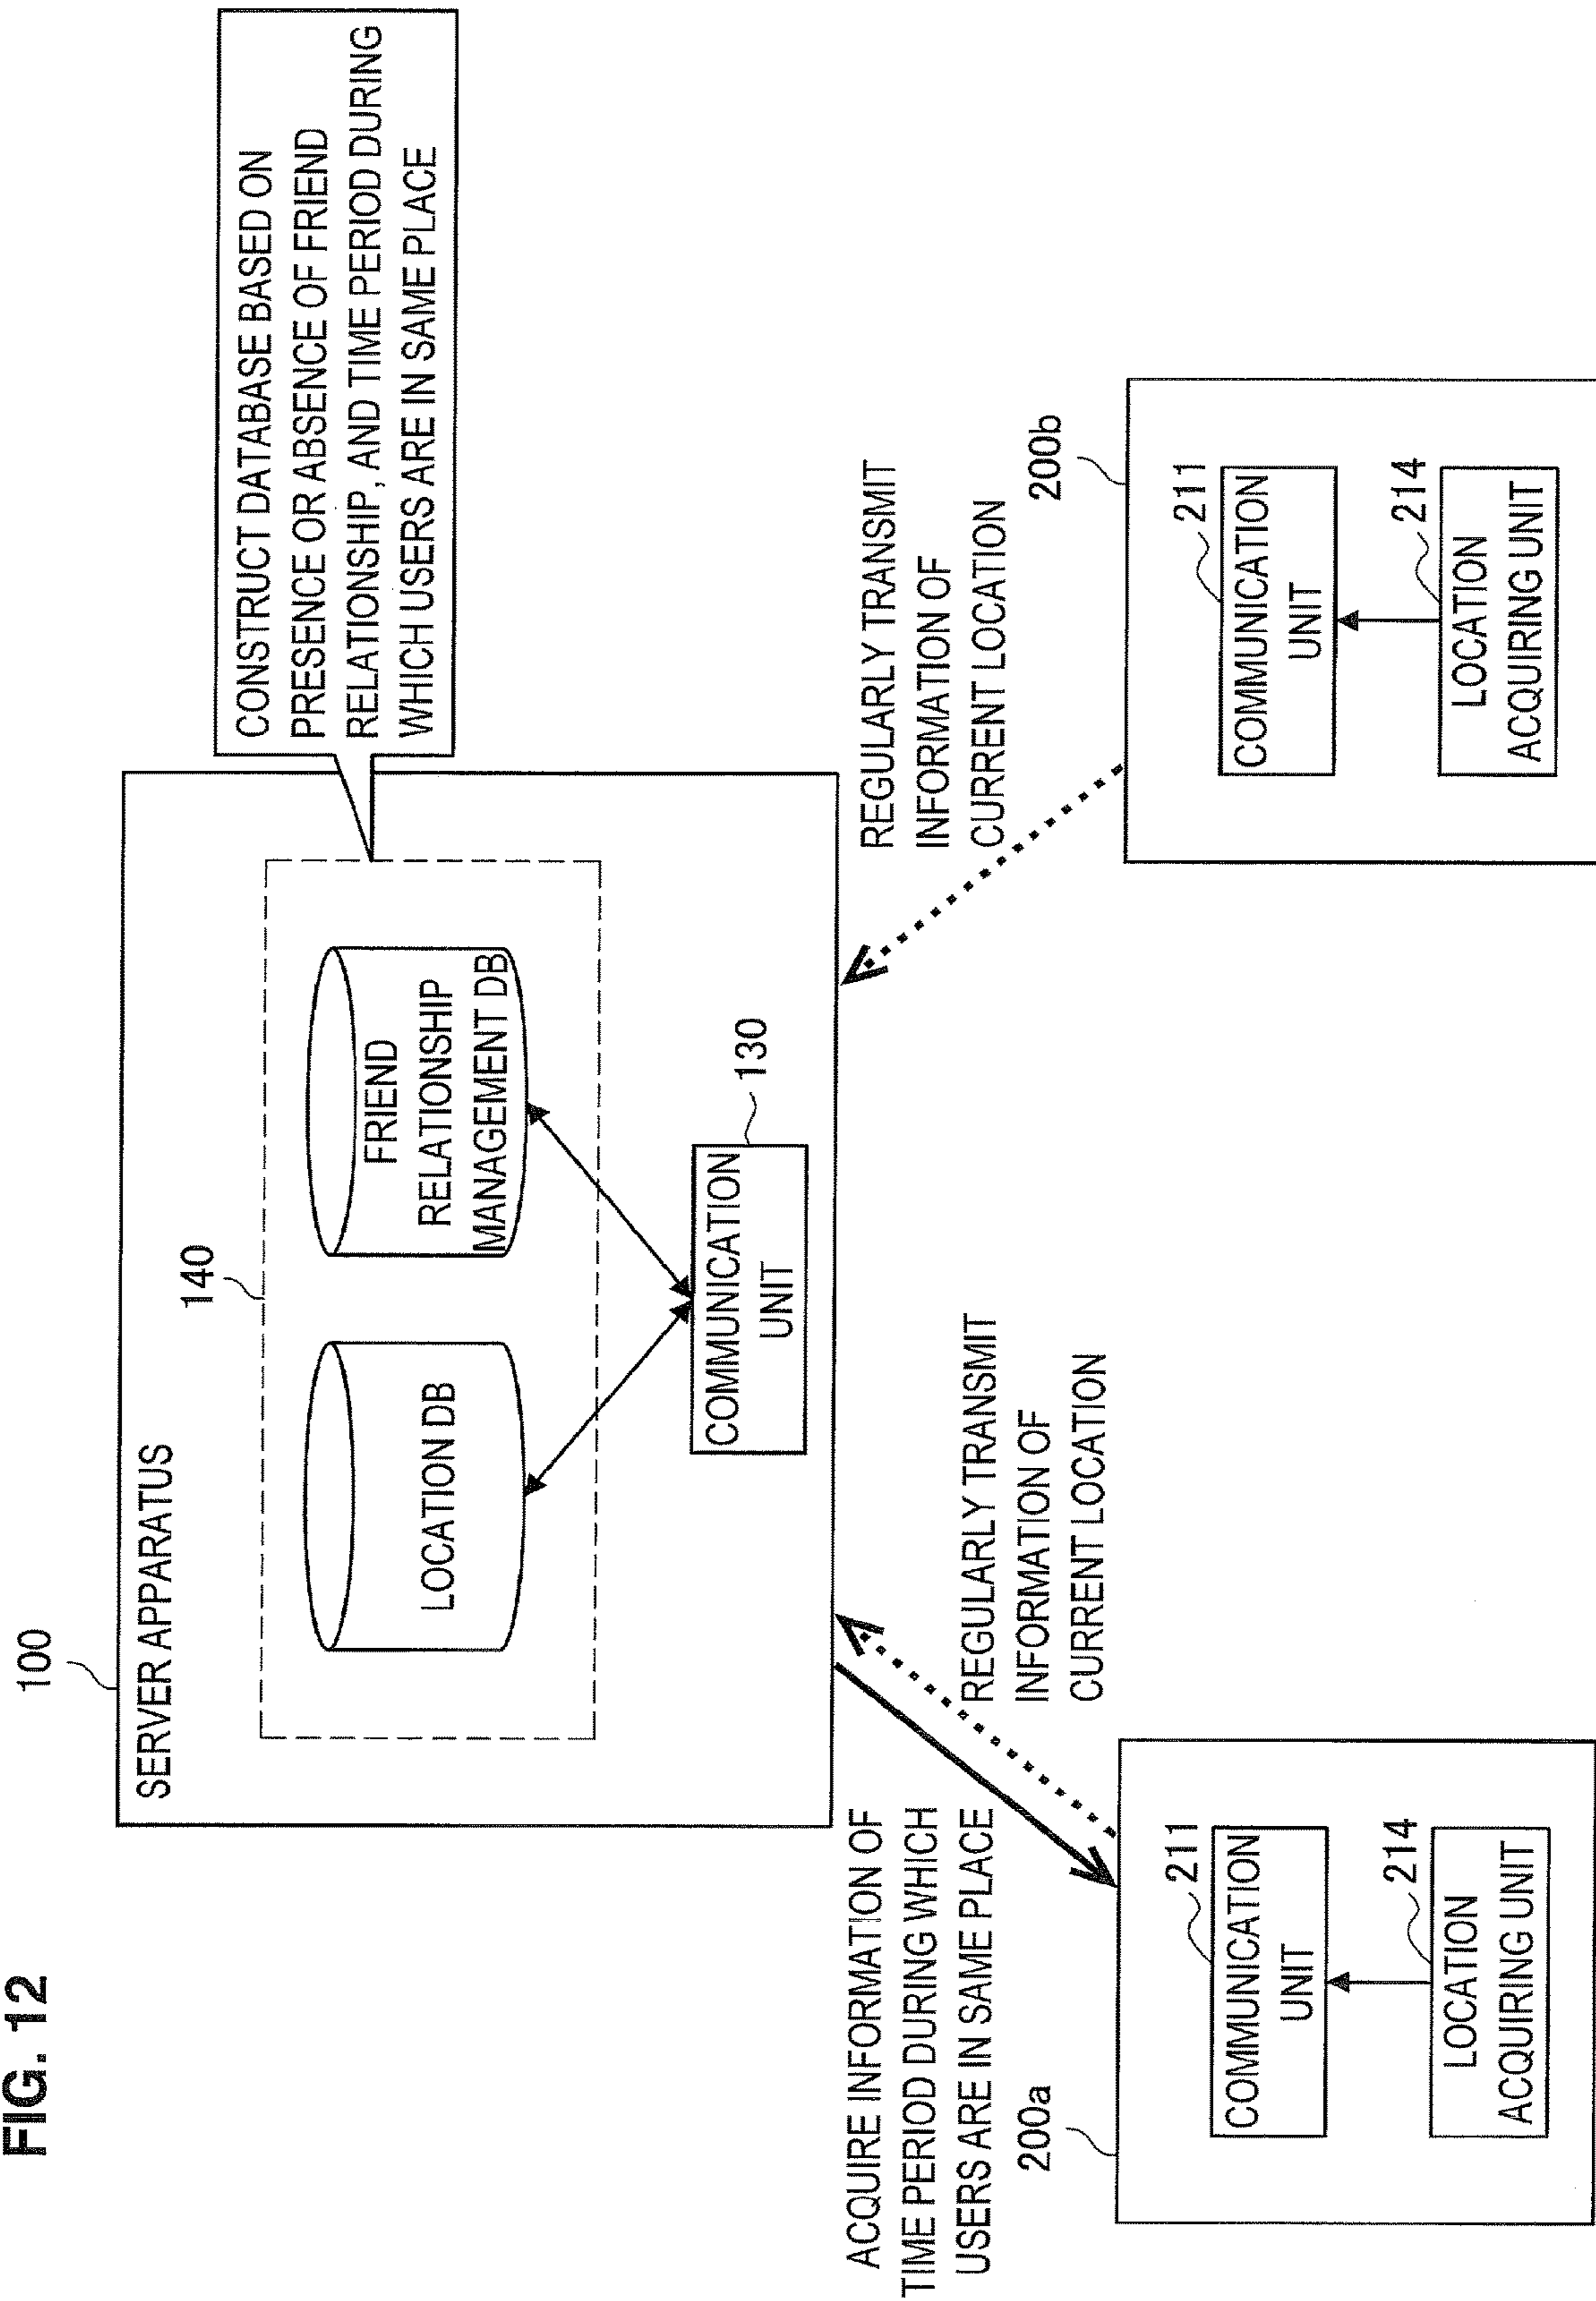 FIG. 12
100
SERVER APPARATUS
140
LOCATION DB
FRIEND
RELATIONSHIP
MANAGEMENT DB
CONSTRUCT DATABASE BASED ON
PRESENCE OR ABSENCE OF FRIEND
RELATIONSHIP, AND TIME PERIOD DURING
WHICH USERS ARE IN SAME PLACE
130
COMMUNICATION
UNIT
ACQUIRE INFORMATION OF
TIME PERIOD DURING WHICH
USERS ARE IN SAME PLACE
REGULARLY TRANSMIT
INFORMATION OF
CURRENT LOCATION
REGULARLY TRANSMIT
INFORMATION OF
CURRENT LOCATION
200a
211
COMMUNICATION
UNIT
214
LOCATION
ACQUIRING UNIT
200b
211
COMMUNICATION
UNIT
214
LOCATION
ACQUIRING UNIT